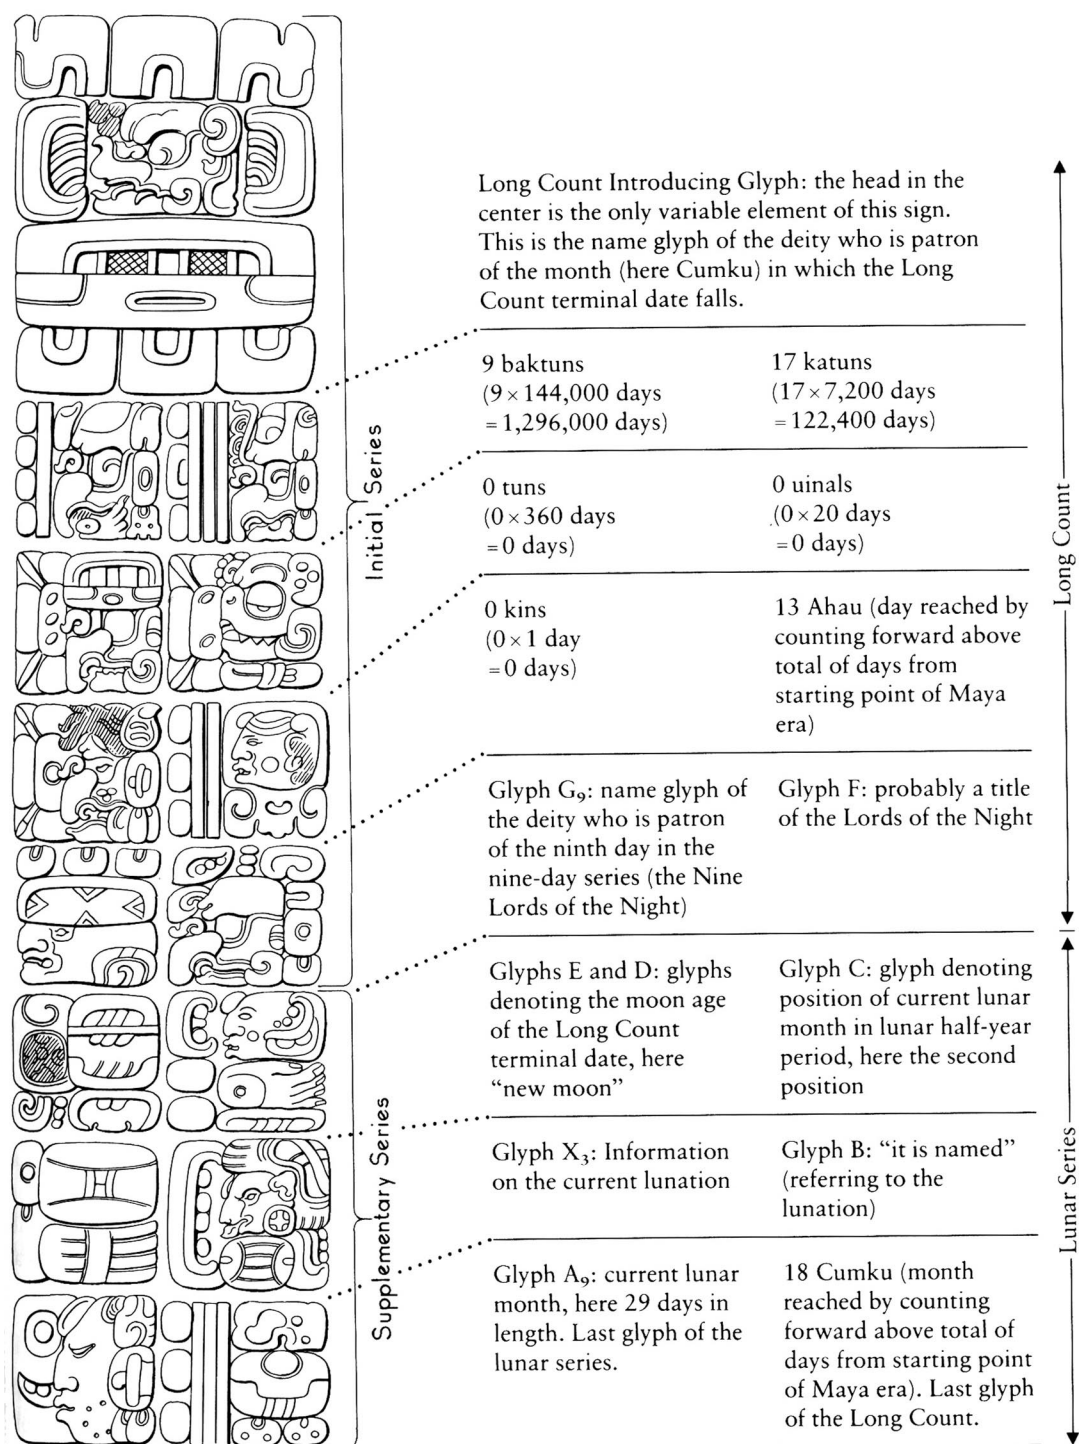 Long Count Introducing Glyph: the head in the
center is the only variable element of this sign.
This is the name glyph of the deity who is patron
of the month (here Cumku) in which the Long
Count terminal date falls.
9 baktuns
(9 × 144,000 days
= 1,296,000 days)
17 katuns
(17 × 7,200 days
= 122,400 days)
0 tuns
(0 × 360 days
= 0 days)
0 uinals
(0 × 20 days
= 0 days)
0 kins
(0 × 1 day
= 0 days)
13 Ahau (day reached by
counting forward above
total of days from
starting point of Maya
era)
Glyph G₉: name glyph of
the deity who is patron
of the ninth day in the
nine-day series (the Nine
Lords of the Night)
Glyph F: probably a title
of the Lords of the Night
Glyphs E and D: glyphs
denoting the moon age
of the Long Count
terminal date, here
“new moon”
Glyph C: glyph denoting
position of current lunar
month in lunar half-year
period, here the second
position
Glyph X₃: Information
on the current lunation
Glyph B: “it is named”
(referring to the
lunation)
Glyph A₉: current lunar
month, here 29 days in
length. Last glyph of the
lunar series.
18 Cumku (month
reached by counting
forward above total of
days from starting point
of Maya era). Last glyph
of the Long Count.
Initial Series
Supplementary Series
Long Count
Lunar Series